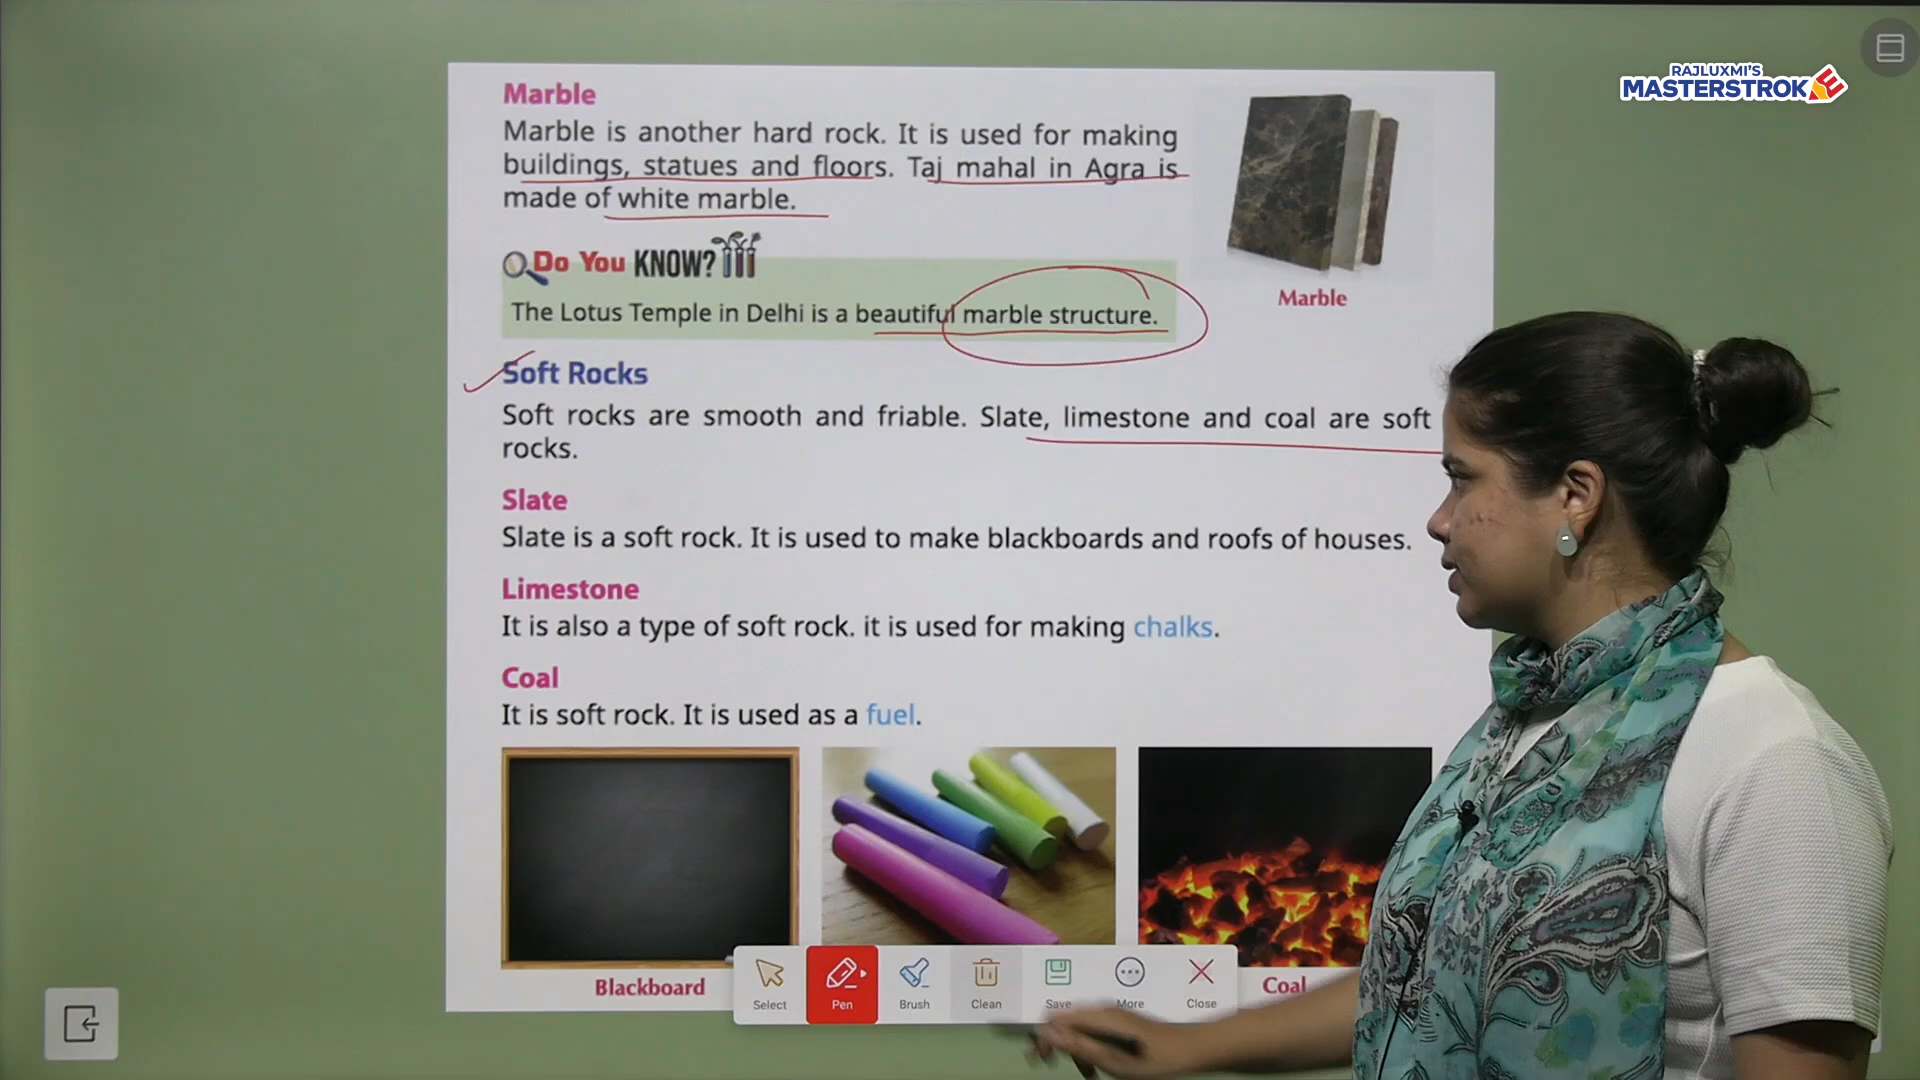 RAJLUXMI'S
MASTERSTROKE
Marble
Marble is another hard rock. It is used for making
buildings, statues and floors. Taj mahal in Agra is
made of white marble.
Do You KNOW?
The Lotus Temple in Delhi is a beautiful marble structure.
Marble
Soft Rocks
Soft rocks are smooth and friable. Slate, limestone and coal are soft
rocks.
Slate
Slate is a soft rock. It is used to make blackboards and roofs of houses.
Limestone
It is also a type of soft rock. it is used for making chalks.
Coal
It is soft rock. It is used as a fuel.
Blackboard
Coal
Select
Pen
Brush
Clean
Save
More
Close